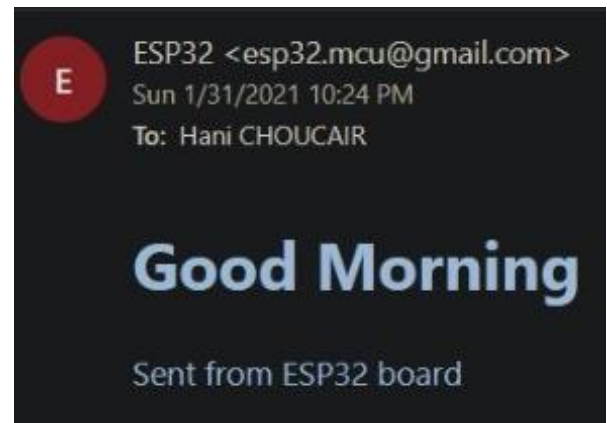 E
ESP32 <esp32.mcu@gmail.com>
Sun 1/31/2021 10:24 PM
To: Hani CHOUCAIR
Good Morning
Sent from ESP32 board